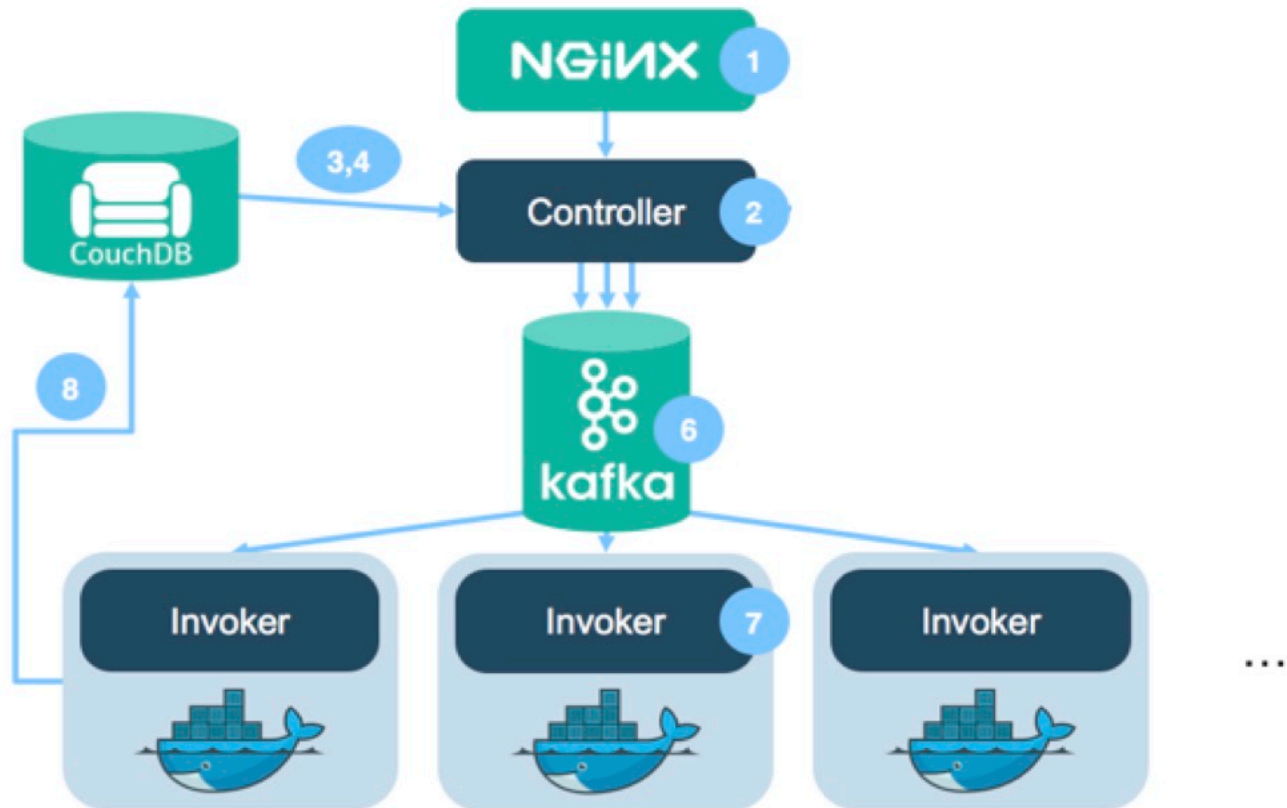 NGiNX 1
3,4
Controller 2
CouchDB
8
6
kafka
Invoker
Invoker 7
Invoker
...